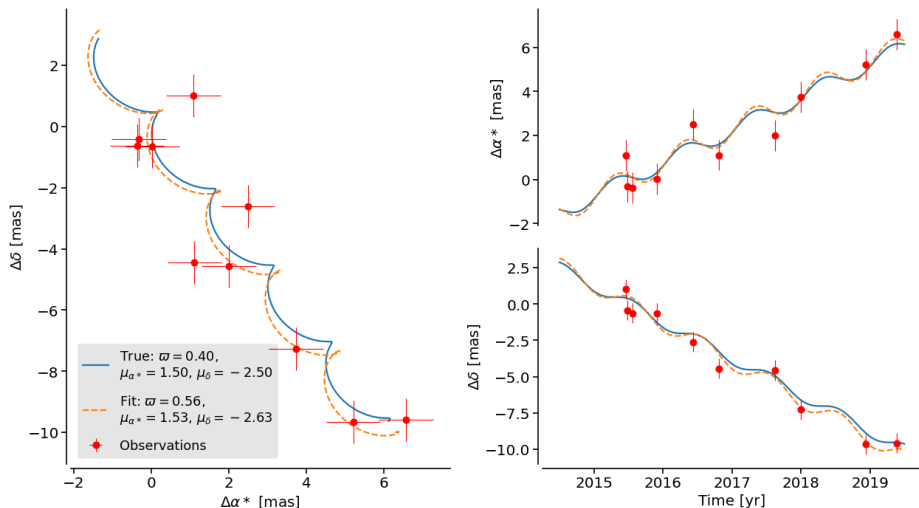 2
0
−2
−4
−6
−8
−10
Δδ [mas]
−2
0
2
4
6
Δα* [mas]
True: ϖ = 0.40,
μα* = 1.50, μδ = −2.50
Fit: ϖ = 0.56,
μα* = 1.53, μδ = −2.63
Observations
6
4
2
0
−2
Δα* [mas]
2.5
0.0
−2.5
−5.0
−7.5
−10.0
Δδ [mas]
2015
2016
2017
2018
2019
Time [yr]